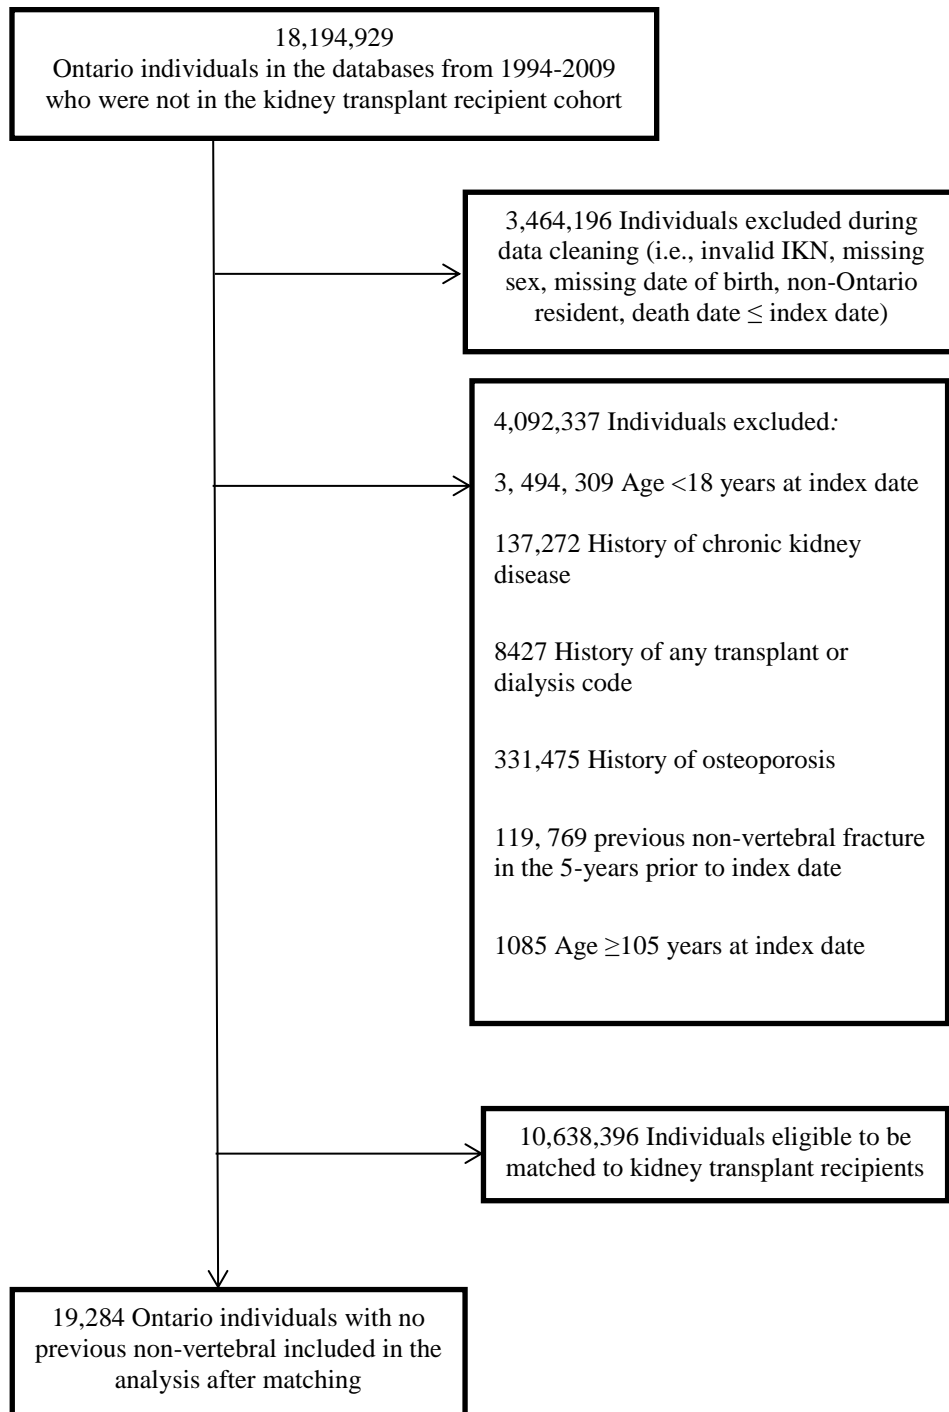 18,194,929
Ontario individuals in the databases from 1994-2009
who were not in the kidney transplant recipient cohort
3,464,196 Individuals excluded during
data cleaning (i.e., invalid IKN, missing
sex, missing date of birth, non-Ontario
resident, death date ≤ index date)
4,092,337 Individuals excluded:
3, 494, 309 Age <18 years at index date
137,272 History of chronic kidney
disease
8427 History of any transplant or
dialysis code
331,475 History of osteoporosis
119, 769 previous non-vertebral fracture
in the 5-years prior to index date
1085 Age ≥105 years at index date
10,638,396 Individuals eligible to be
matched to kidney transplant recipients
19,284 Ontario individuals with no
previous non-vertebral included in the
analysis after matching